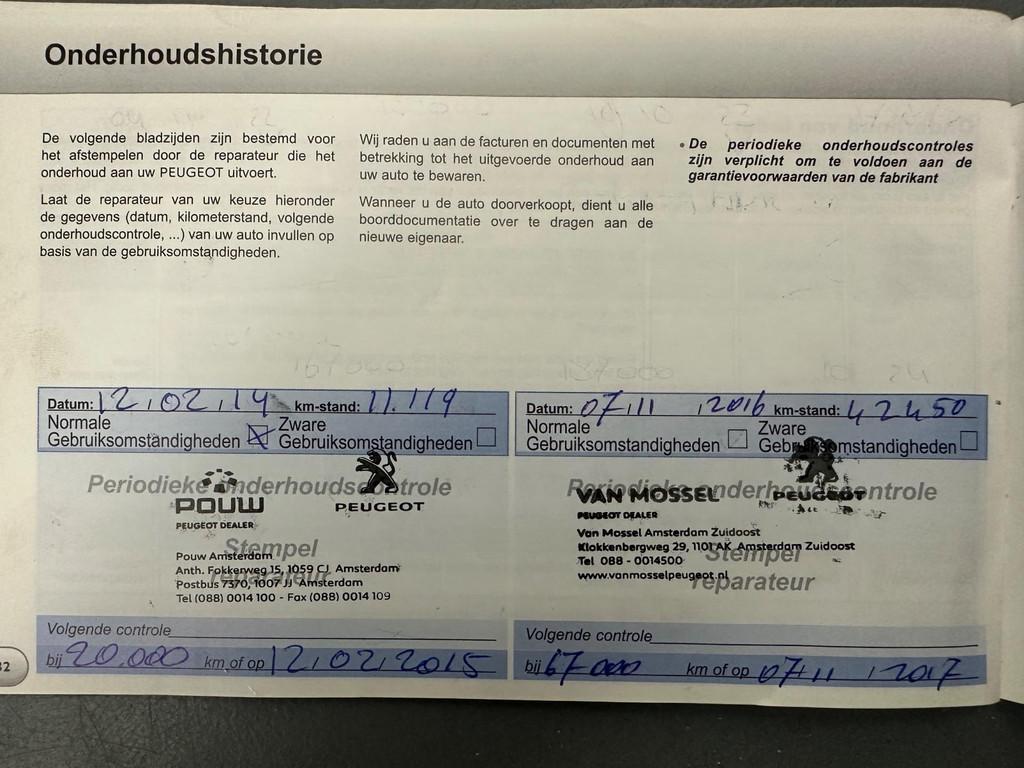 Onderhoudshistorie
De volgende bladzijden zijn bestemd voor
het afstempelen door de reparateur die het
onderhoud aan uw PEUGEOT uitvoert.
Laat de reparateur van uw keuze hieronder
de gegevens (datum, kilometerstand, volgende
onderhoudscontrole, ...) van uw auto invullen op
basis van de gebruiksomstandigheden.
Wij raden u aan de facturen en documenten met
betrekking tot het uitgevoerde onderhoud aan
uw auto te bewaren.
Wanneer u de auto doorverkoopt, dient u alle
boorddocumentatie over te dragen aan de
nieuwe eigenaar.
• De periodieke onderhoudscontroles
zijn verplicht om te voldoen aan de
garantievoorwaarden van de fabrikant
Datum: 12,02,14 km-stand: 11.119
Normale
Gebruiksomstandigheden
Zware
Gebruiksomstandigheden
Periodieke onderhoudscontrole
POUW
PEUGEOT DEALER
PEUGEOT
Stempel
reparateur
Pouw Amsterdam
Anth. Fokkerweg 15, 1059 CJ Amsterdam
Postbus 7370, 1007 JJ Amsterdam
Tel (088) 0014 100 - Fax (088) 0014 109
Volgende controle
bij 20.000 km of op 12,02,2015
Datum: 07,11,2016 km-stand: 42450
Normale
Gebruiksomstandigheden
Zware
Gebruiksomstandigheden
Periodieke onderhoudscontrole
VAN MOSSEL
PEUGEOT DEALER
PEUGEOT
Van Mossel Amsterdam Zuidoost
Klokkenbergweg 29, 1101 AK Amsterdam Zuidoost
Tel 088 - 0014500
www.vanmosselpeugeot.nl
Stempel
reparateur
Volgende controle
bij 67000 km of op 07,11,2017
32